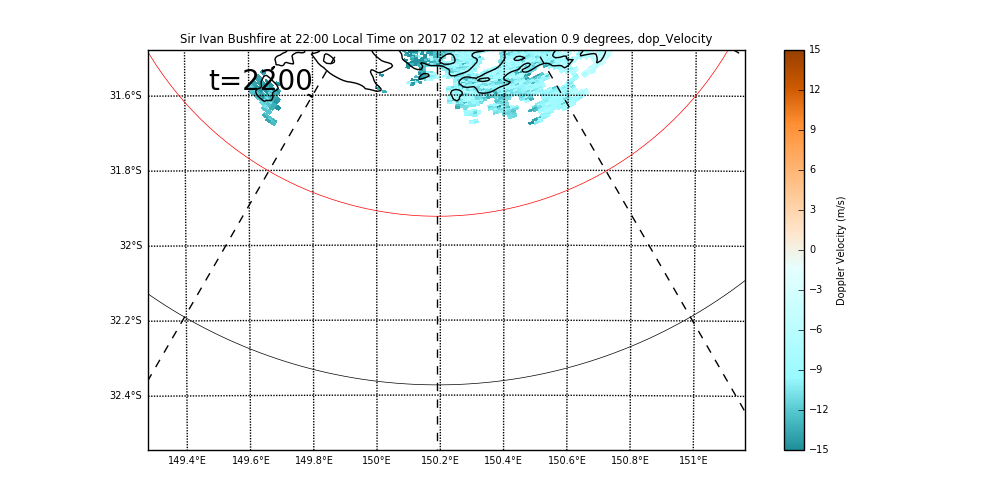 Sir Ivan Bushfire at 22:00 Local Time on 2017 02 12 at elevation 0.9 degrees, dop_Velocity
t=2200
31.6°S
31.8°S
32°S
32.2°S
32.4°S
149.4°E 149.6°E 149.8°E 150°E 150.2°E 150.4°E 150.6°E 150.8°E 151°E
15
12
9
6
3
0
−3
−6
−9
−12
−15
Doppler Velocity (m/s)